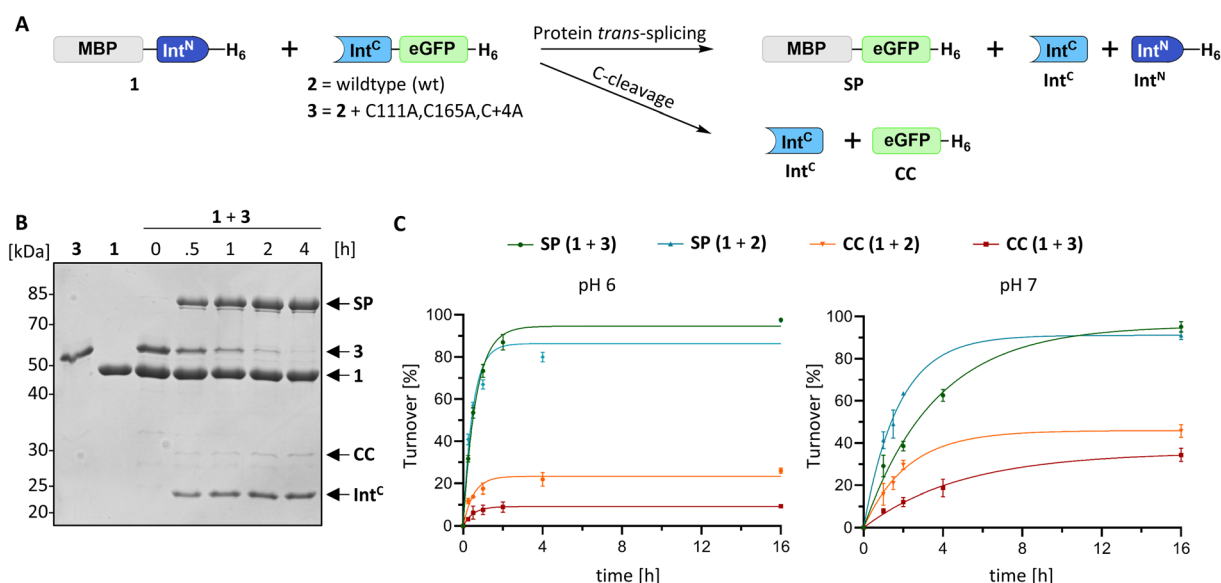 A
MBP Int^N H6 + Int^C eGFP H6 Protein trans-splicing MBP eGFP H6 + Int^C + Int^N H6
1
2 = wildtype (wt)
3 = 2 + C111A,C165A,C+4A
SP Int^C Int^N
C-cleavage
Int^C + eGFP H6
Int^C CC
B
1 + 3
[kDa] 3 1 0 .5 1 2 4 [h]
85
70
50
40
30
25
20
SP
3
1
CC
Int^C
C
SP (1 + 3) SP (1 + 2) CC (1 + 2) CC (1 + 3)
pH 6
Turnover [%]
100
80
60
40
20
0
0 4 8 12 16
time [h]
pH 7
Turnover [%]
100
80
60
40
20
0
0 4 8 12 16
time [h]